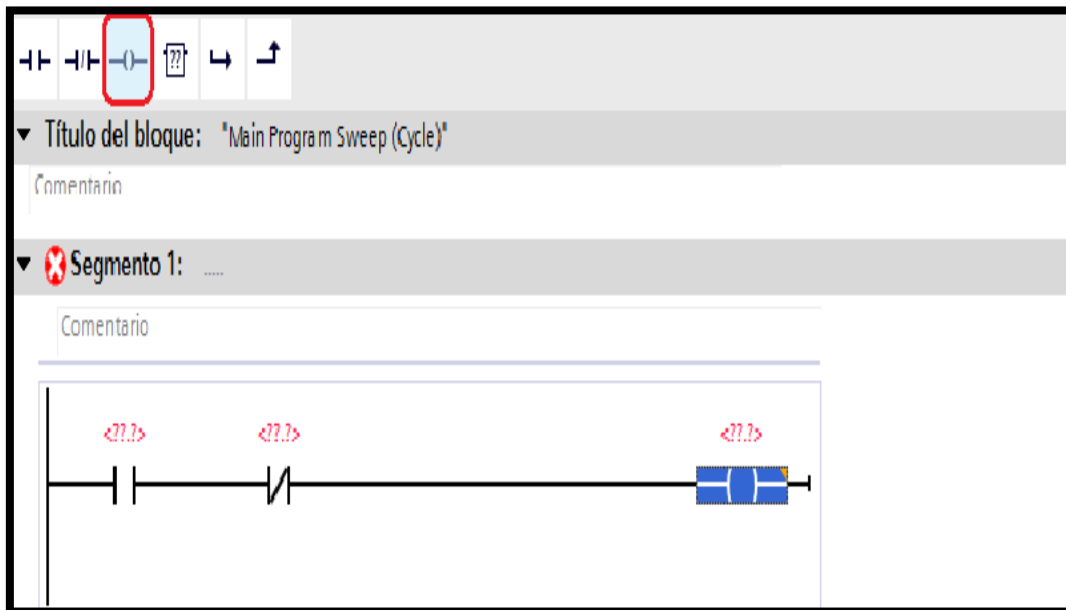 ??
Título del bloque: "Main Program Sweep (Cycle)"
Comentario
Segmento 1: .....
Comentario
<??.?> <??.?> <??.?>